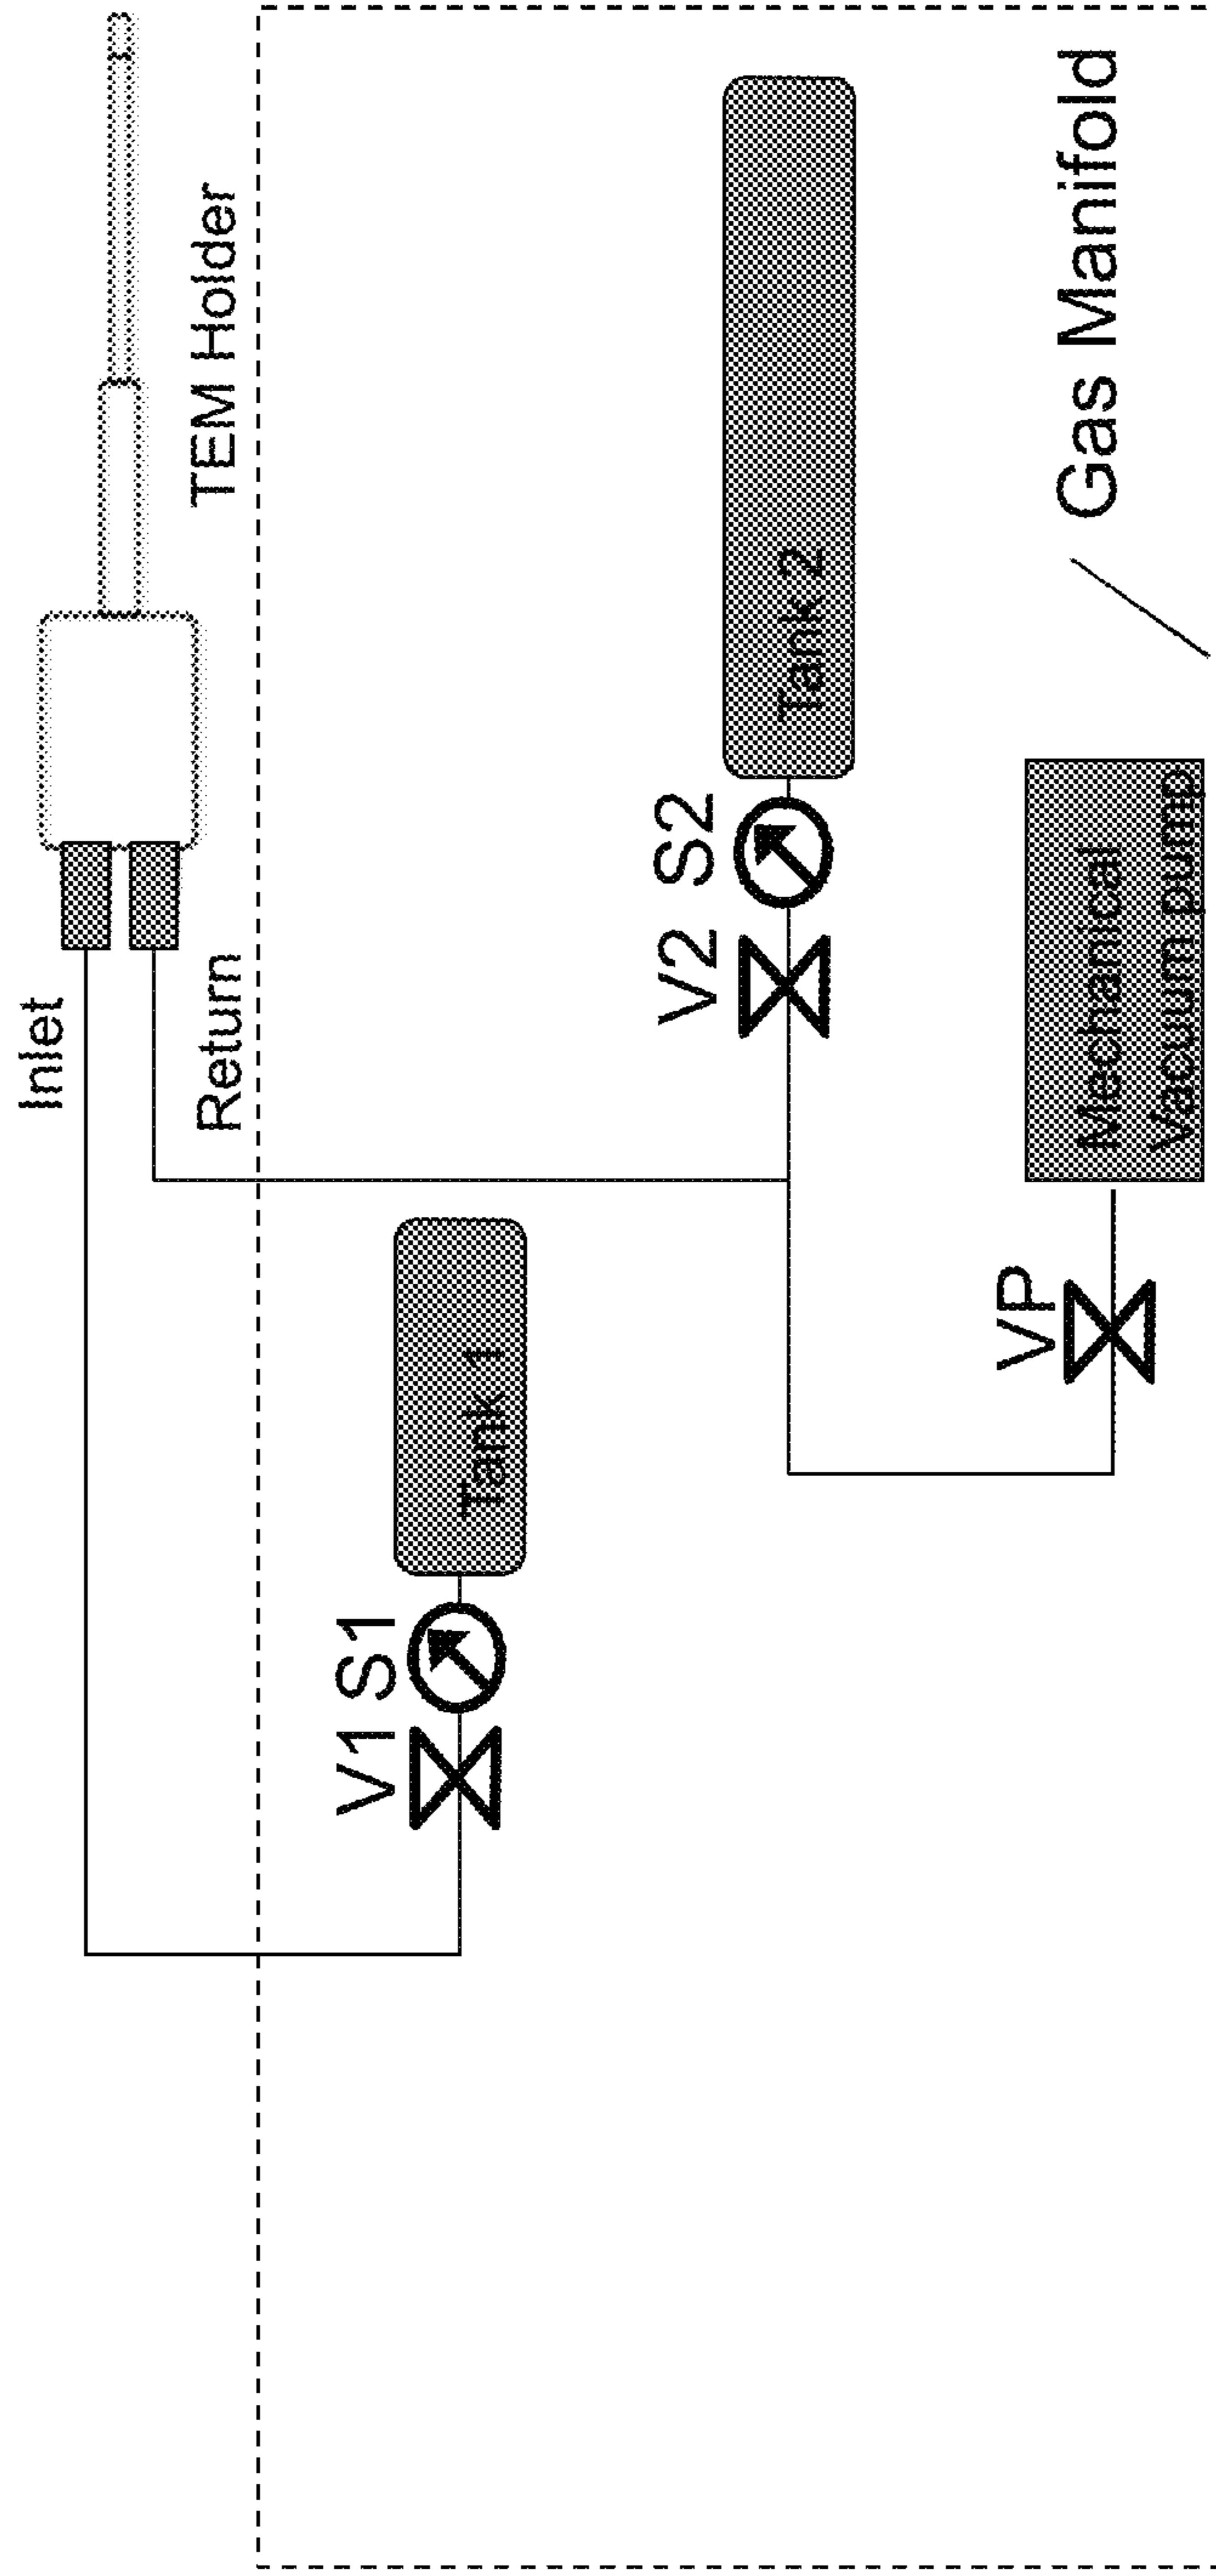 Inlet
Return
TEM Holder
V1
S1
Tank 1
V2
S2
Tank 2
VP
Mechanical
Vacuum pump
Gas Manifold